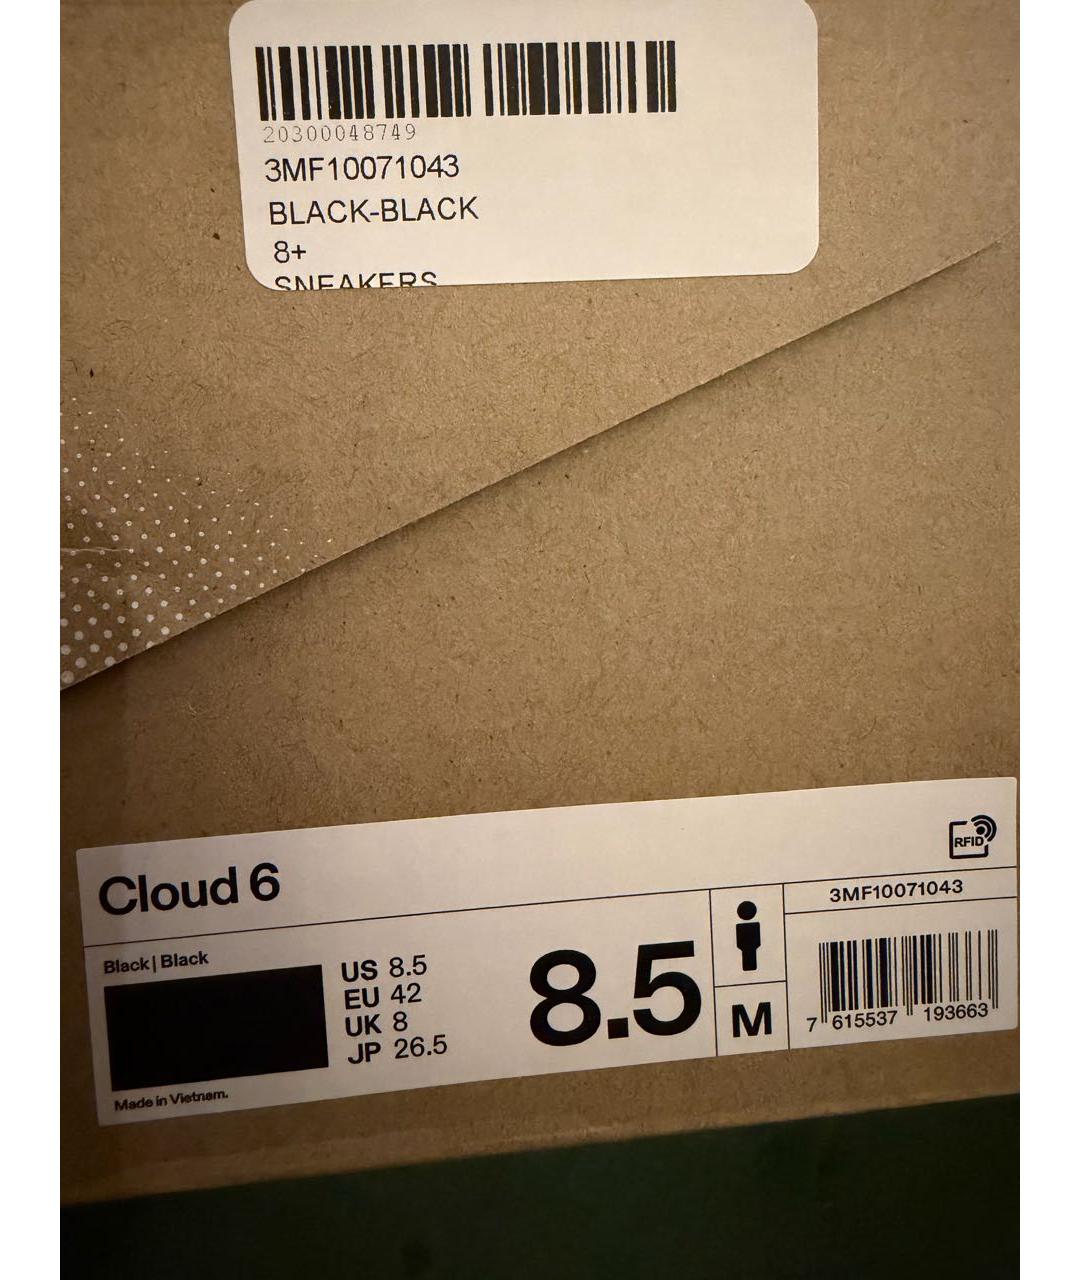 20300048749
3MF10071043
BLACK-BLACK
8+
SNEAKERS
RFID
Cloud 6
3MF10071043
Black | Black
US 8.5
EU 42
UK 8
JP 26.5
8.5
M
7 615537 193663
Made in Vietnam.